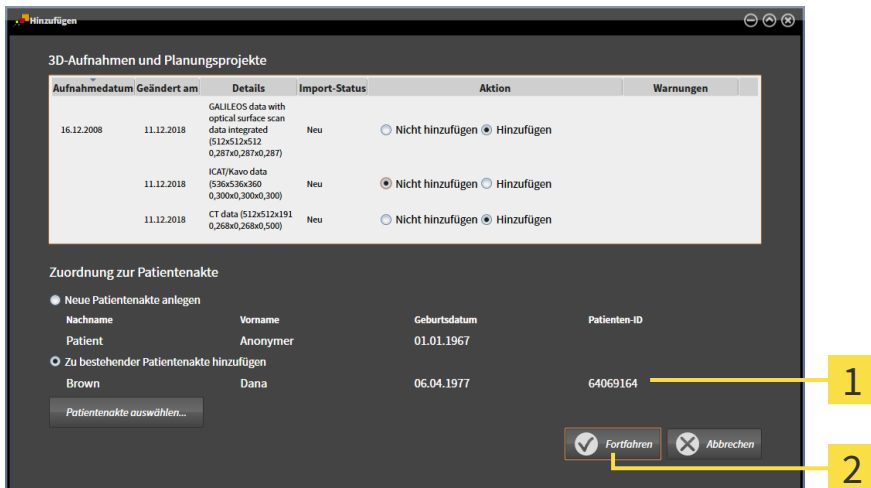 Hinzufügen
3D-Aufnahmen und Planungsprojekte
Aufnahmedatum Geändert am Details Import-Status Aktion Warnungen
GALILEOS data with
optical surface scan
16.12.2008 11.12.2018 data integrated Neu Nicht hinzufügen Hinzufügen
(512x512x512
0,287x0,287x0,287)
ICAT/Kavo data
11.12.2018 (536x536x360 Neu Nicht hinzufügen Hinzufügen
0,300x0,300x0,300)
11.12.2018 CT data (512x512x191 Neu Nicht hinzufügen Hinzufügen
0,268x0,268x0,500)
Zuordnung zur Patientenakte
Neue Patientenakte anlegen
Nachname Vorname Geburtsdatum Patienten-ID
Patient Anonymer 01.01.1967
Zu bestehender Patientenakte hinzufügen
Brown Dana 06.04.1977 64069164 1
Patientenakte auswählen...
Fortfahren Abbrechen
2